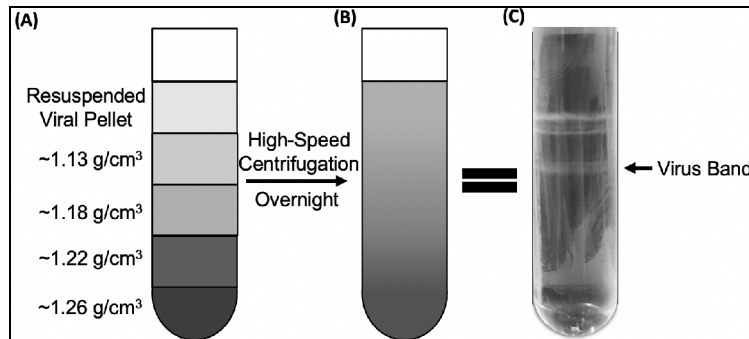 (A)
(B)
(C)
Resuspended
Viral Pellet
~1.13 g/cm³
~1.18 g/cm³
~1.22 g/cm³
~1.26 g/cm³
High-Speed
Centrifugation
Overnight
Virus Band